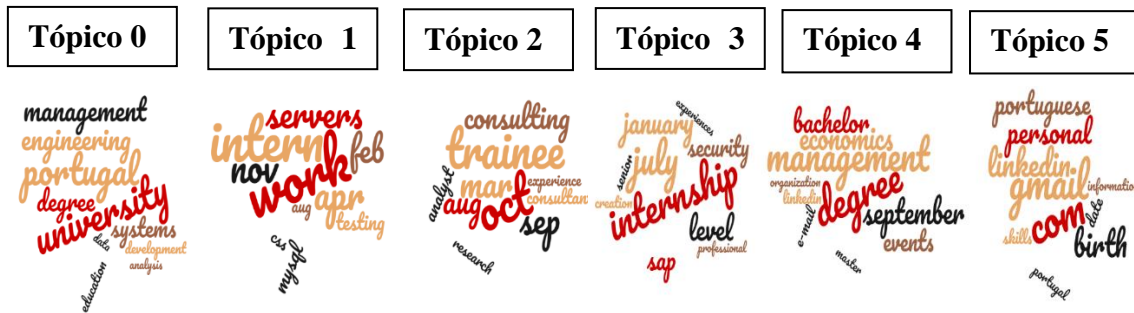 Tópico 0
Tópico 1
Tópico 2
Tópico 3
Tópico 4
Tópico 5
management
engineering
portugal
degree
university
data
systems
development
analysis
education
servers
intern
feb
nov
work
aug
apr
testing
css
mysql
consulting
trainee
mar
experience
consultant
analyst
aug
oct
sep
research
experiences
january
july
security
senior
creation
internship
level
professional
sap
bachelor
economics
management
organization
linkedin
degree
september
e-mail
events
master
portuguese
personal
linkedin
gmail
information
com
date
skills
birth
portugal